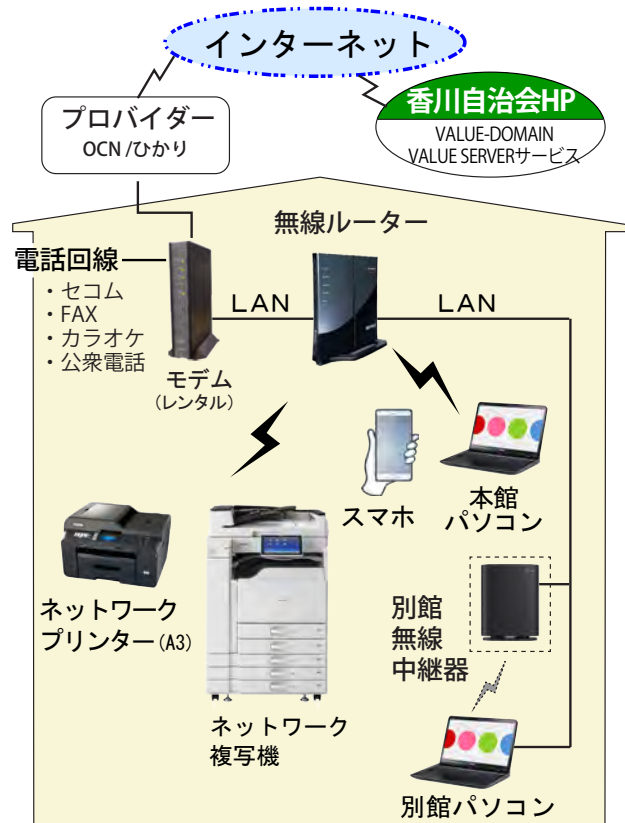 インターネット
香川自治会HP
VALUE-DOMAIN
VALUE SERVERサービス
プロバイダー
OCN /ひかり
無線ルーター
電話回線
・セコム
・FAX
・カラオケ
・公衆電話
LAN
LAN
モデム
(レンタル)
スマホ
本館
パソコン
ネットワーク
プリンター(A3)
ネットワーク
複写機
別館
無線
中継器
別館パソコン